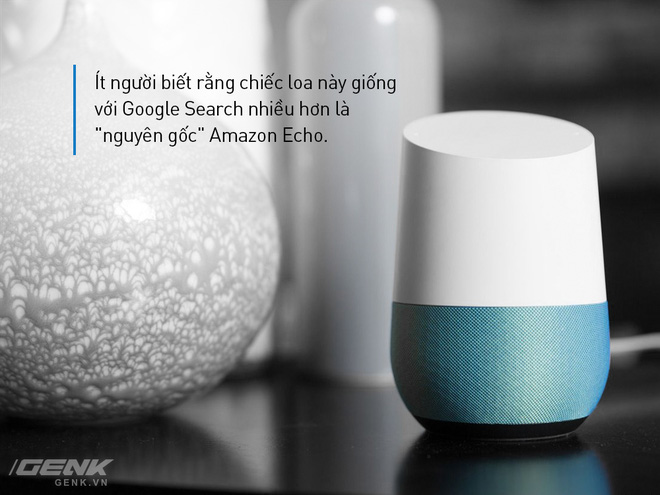 Ít người biết rằng chiếc loa này giống
với Google Search nhiều hơn là
"nguyên gốc" Amazon Echo.
GENK
GENK.VN